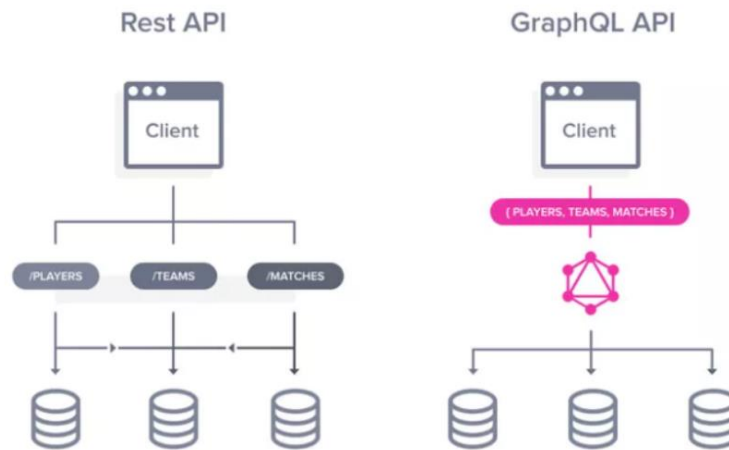 Rest API
GraphQL API
Client
Client
{ PLAYERS, TEAMS, MATCHES }
/PLAYERS
/TEAMS
/MATCHES